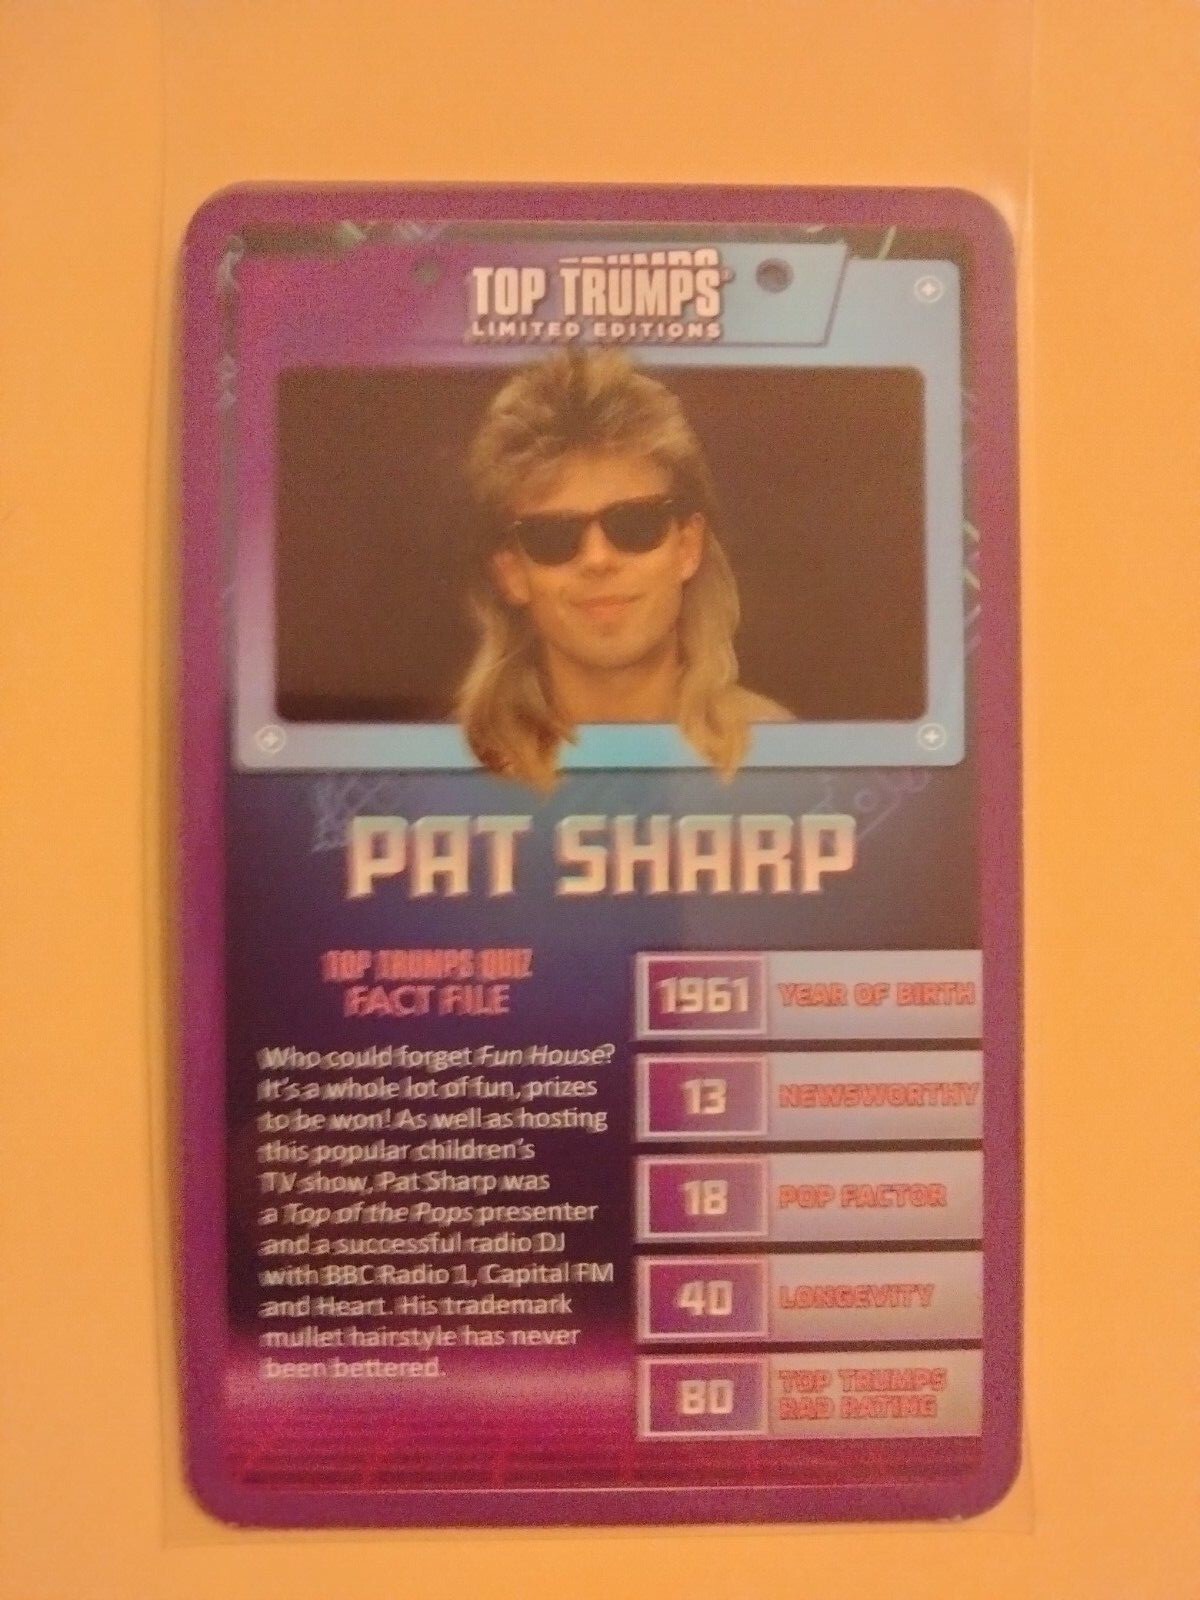 TOP TRUMPS
LIMITED EDITIONS
PAT SHARP
TOP TRUMPS QUIZ
FACT FILE
Who could forget Fun House?
It's a whole lot of fun, prizes
to be won! As well as hosting
this popular children's
TV show, Pat Sharp was
a Top of the Pops presenter
and a successful radio DJ
with BBC Radio 1, Capital FM
and Heart. His trademark
mullet hairstyle has never
been bettered.
1961 YEAR OF BIRTH
13 NEWSWORTHY
18 POP FACTOR
40 LONGEVITY
80 TOP TRUMPS
RAD RATING